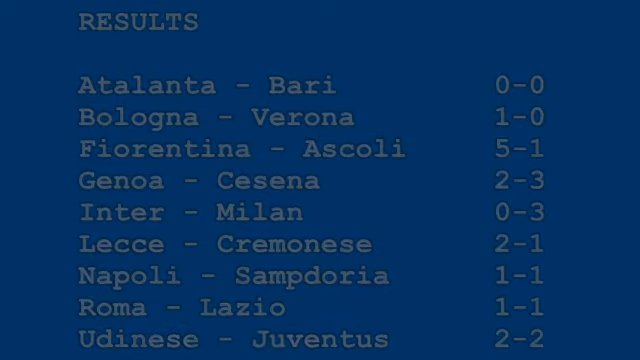 RESULTS
Atalanta - Bari 0-0
Bologna - Verona 1-0
Fiorentina - Ascoli 5-1
Genoa - Cesena 2-3
Inter - Milan 0-3
Lecce - Cremonese 2-1
Napoli - Sampdoria 1-1
Roma - Lazio 1-1
Udinese - Juventus 2-2